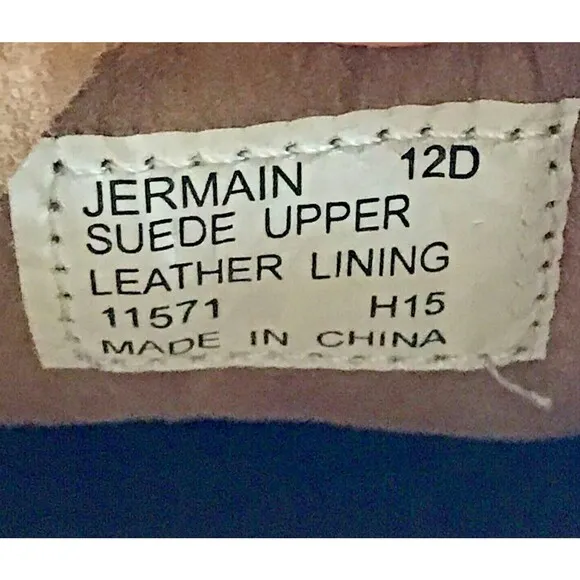 JERMAIN 12D
SUEDE UPPER
LEATHER LINING
11571 H15
MADE IN CHINA